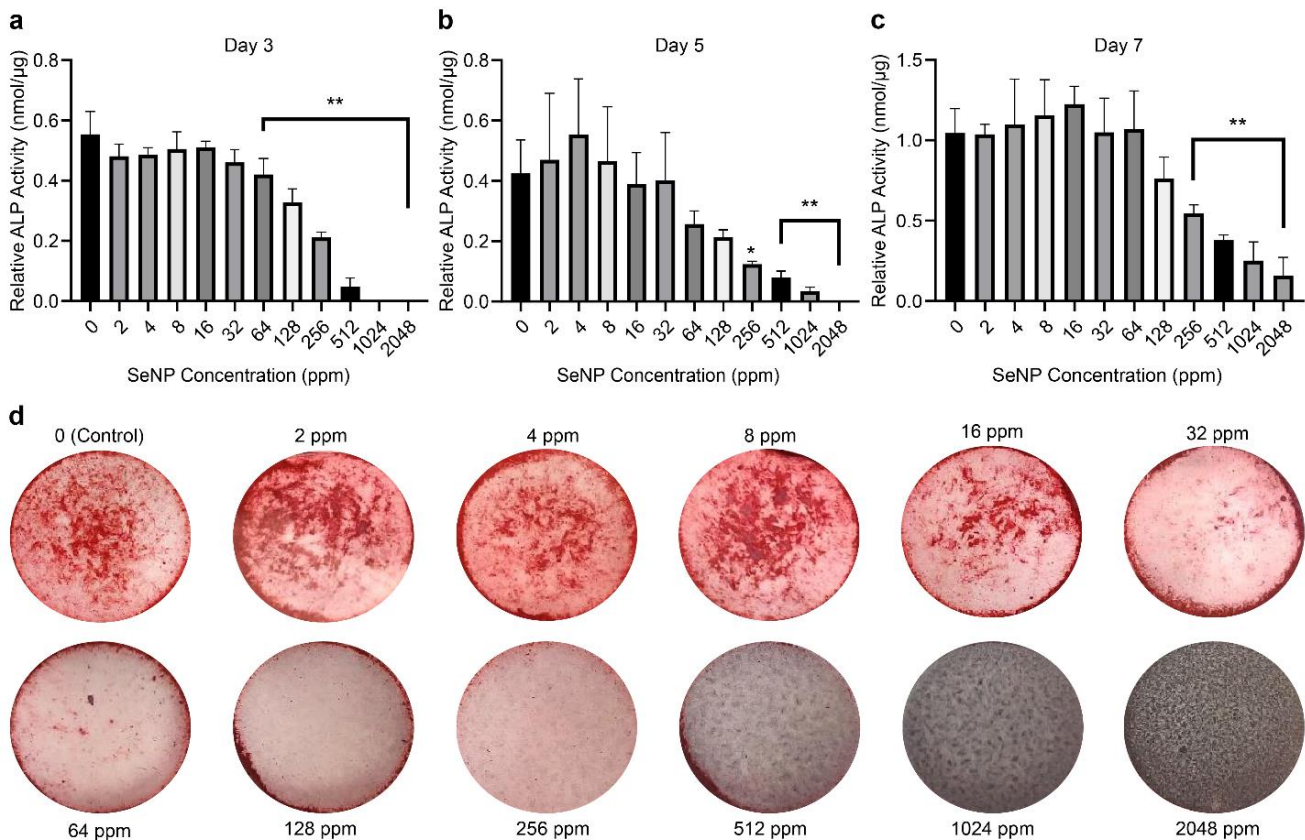 a
Day 3
Relative ALP Activity (nmol/µg)
0.8
0.6
0.4
0.2
0.0
**
0 2 4 8 16 32 64 128 256 512 1024 2048
SeNP Concentration (ppm)
b
Day 5
Relative ALP Activity (nmol/µg)
0.8
0.6
0.4
0.2
0.0
*
**
0 2 4 8 16 32 64 128 256 512 1024 2048
SeNP Concentration (ppm)
c
Day 7
Relative ALP Activity (nmol/µg)
1.5
1.0
0.5
0.0
**
0 2 4 8 16 32 64 128 256 512 1024 2048
SeNP Concentration (ppm)
d
0 (Control) 2 ppm 4 ppm 8 ppm 16 ppm 32 ppm
64 ppm 128 ppm 256 ppm 512 ppm 1024 ppm 2048 ppm